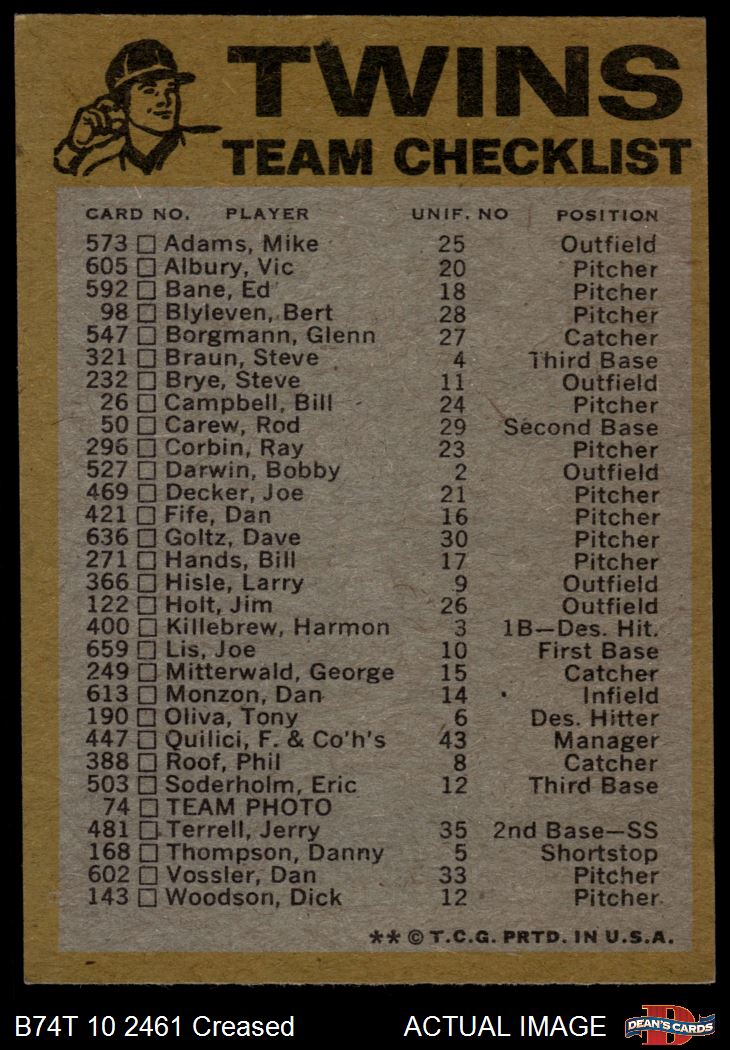 TWINS
TEAM CHECKLIST
CARD NO. PLAYER UNIF. NO POSITION
573 Adams, Mike 25 Outfield
605 Albury, Vic 20 Pitcher
592 Bane, Ed 18 Pitcher
98 Blyleven, Bert 28 Pitcher
547 Borgmann, Glenn 27 Catcher
321 Braun, Steve 4 Third Base
232 Brye, Steve 11 Outfield
26 Campbell, Bill 24 Pitcher
50 Carew, Rod 29 Second Base
296 Corbin, Ray 23 Pitcher
527 Darwin, Bobby 2 Outfield
469 Decker, Joe 21 Pitcher
421 Fife, Dan 16 Pitcher
636 Goltz, Dave 30 Pitcher
271 Hands, Bill 17 Pitcher
366 Hisle, Larry 9 Outfield
122 Holt, Jim 26 Outfield
400 Killebrew, Harmon 3 1B—Des. Hit.
659 Lis, Joe 10 First Base
249 Mitterwald, George 15 Catcher
613 Monzon, Dan 14 Infield
190 Oliva, Tony 6 Des. Hitter
447 Quilici, F. & Co'h's 43 Manager
388 Roof, Phil 8 Catcher
503 Soderholm, Eric 12 Third Base
74 TEAM PHOTO
481 Terrell, Jerry 35 2nd Base—SS
168 Thompson, Danny 5 Shortstop
602 Vossler, Dan 33 Pitcher
143 Woodson, Dick 12 Pitcher
** © T.C.G. PRTD. IN U.S.A.
B74T 10 2461 Creased ACTUAL IMAGE DEAN'S CARDS